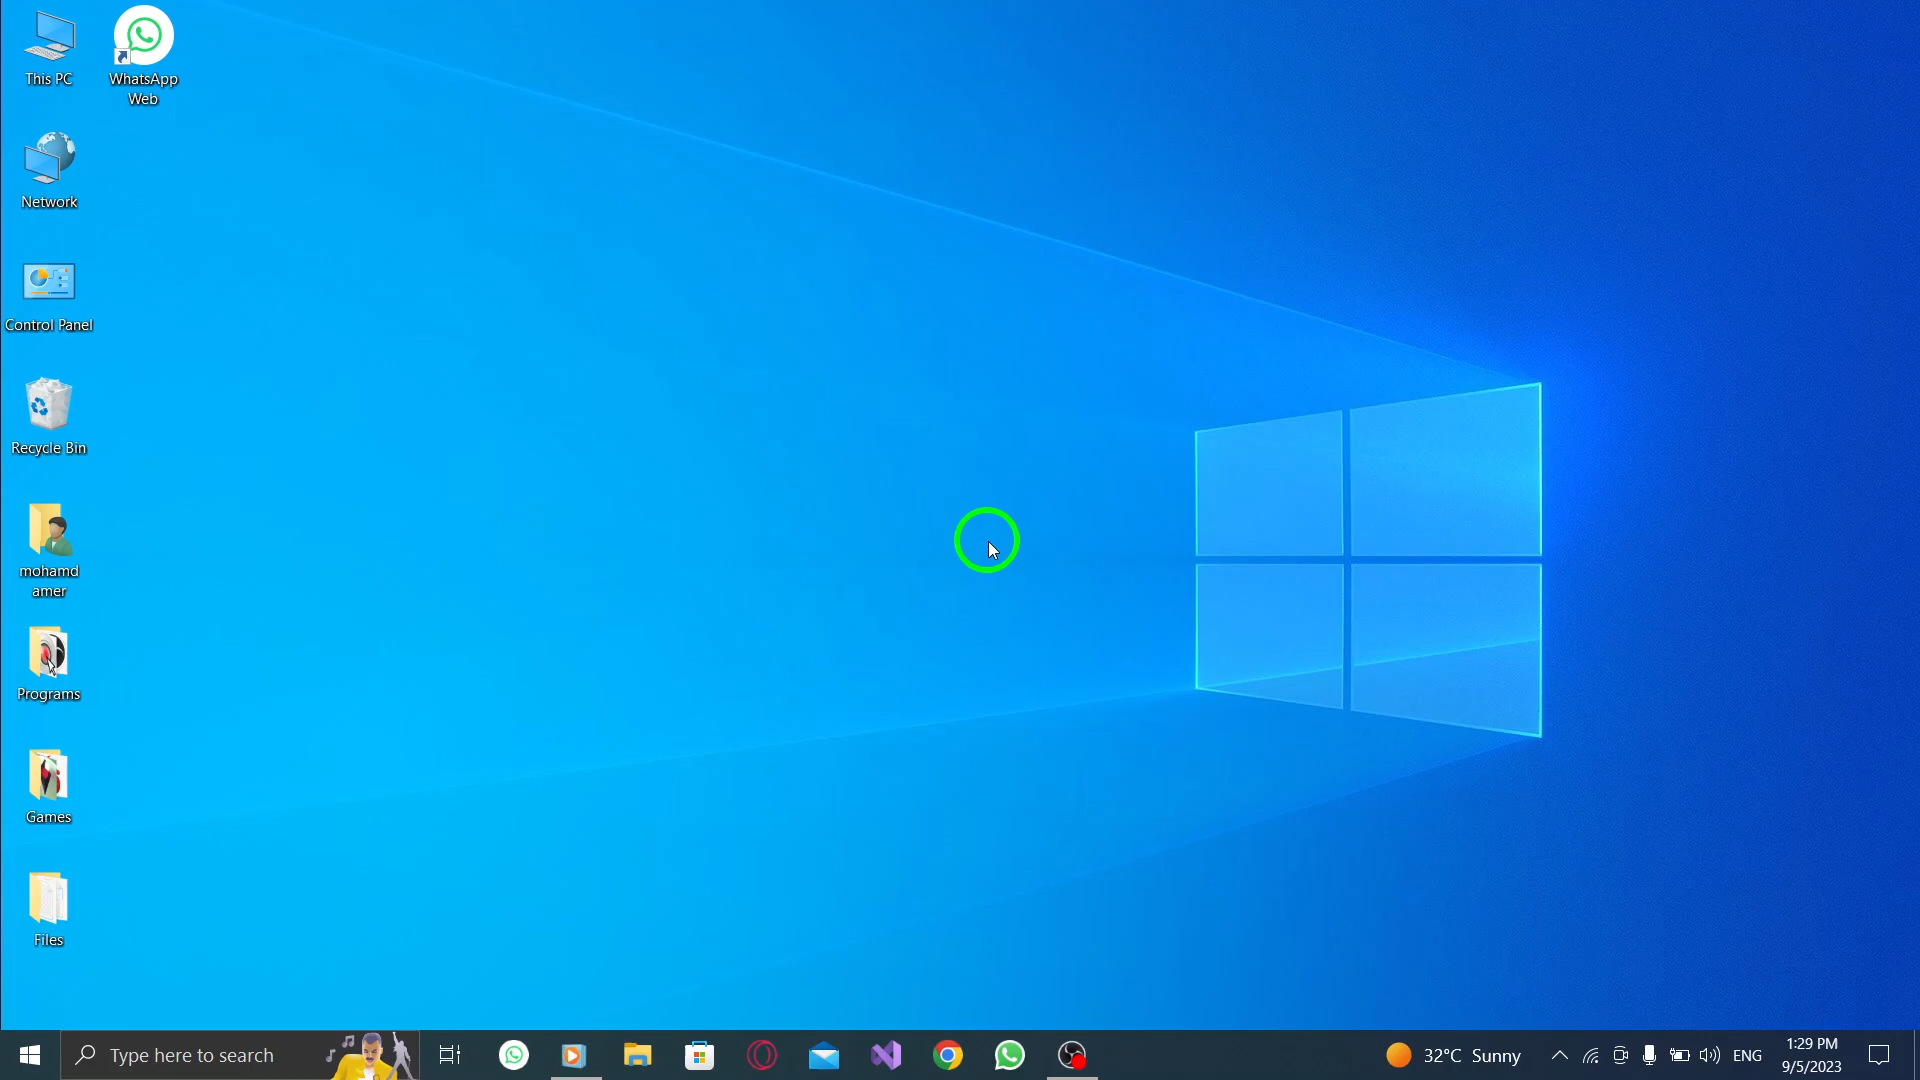 This PC
WhatsApp
Web
Network
Control Panel
Recycle Bin
mohamd
amer
Programs
Games
Files
Type here to search
32°C Sunny
ENG
1:29 PM
9/5/2023